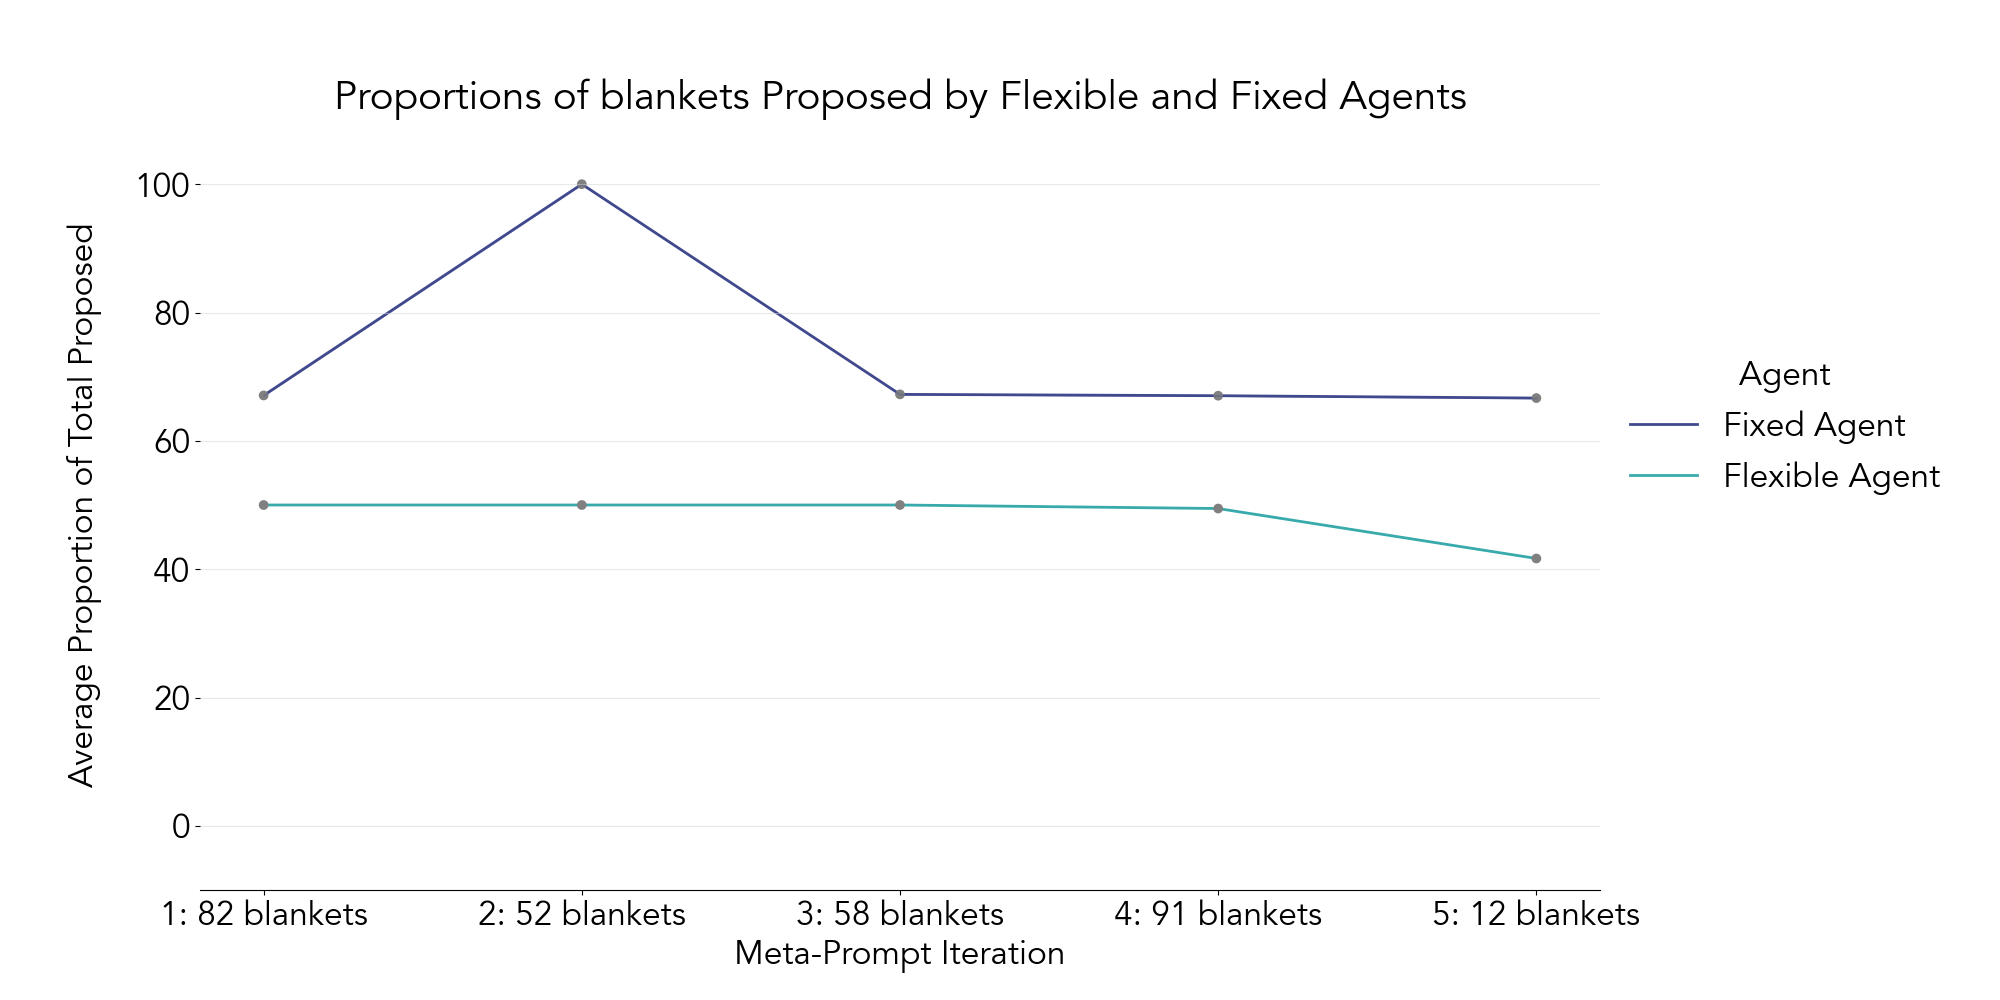 Proportions of blankets Proposed by Flexible and Fixed Agents
Average Proportion of Total Proposed
100
80
60
40
20
0
1: 82 blankets
2: 52 blankets
3: 58 blankets
4: 91 blankets
5: 12 blankets
Meta-Prompt Iteration
Agent
Fixed Agent
Flexible Agent